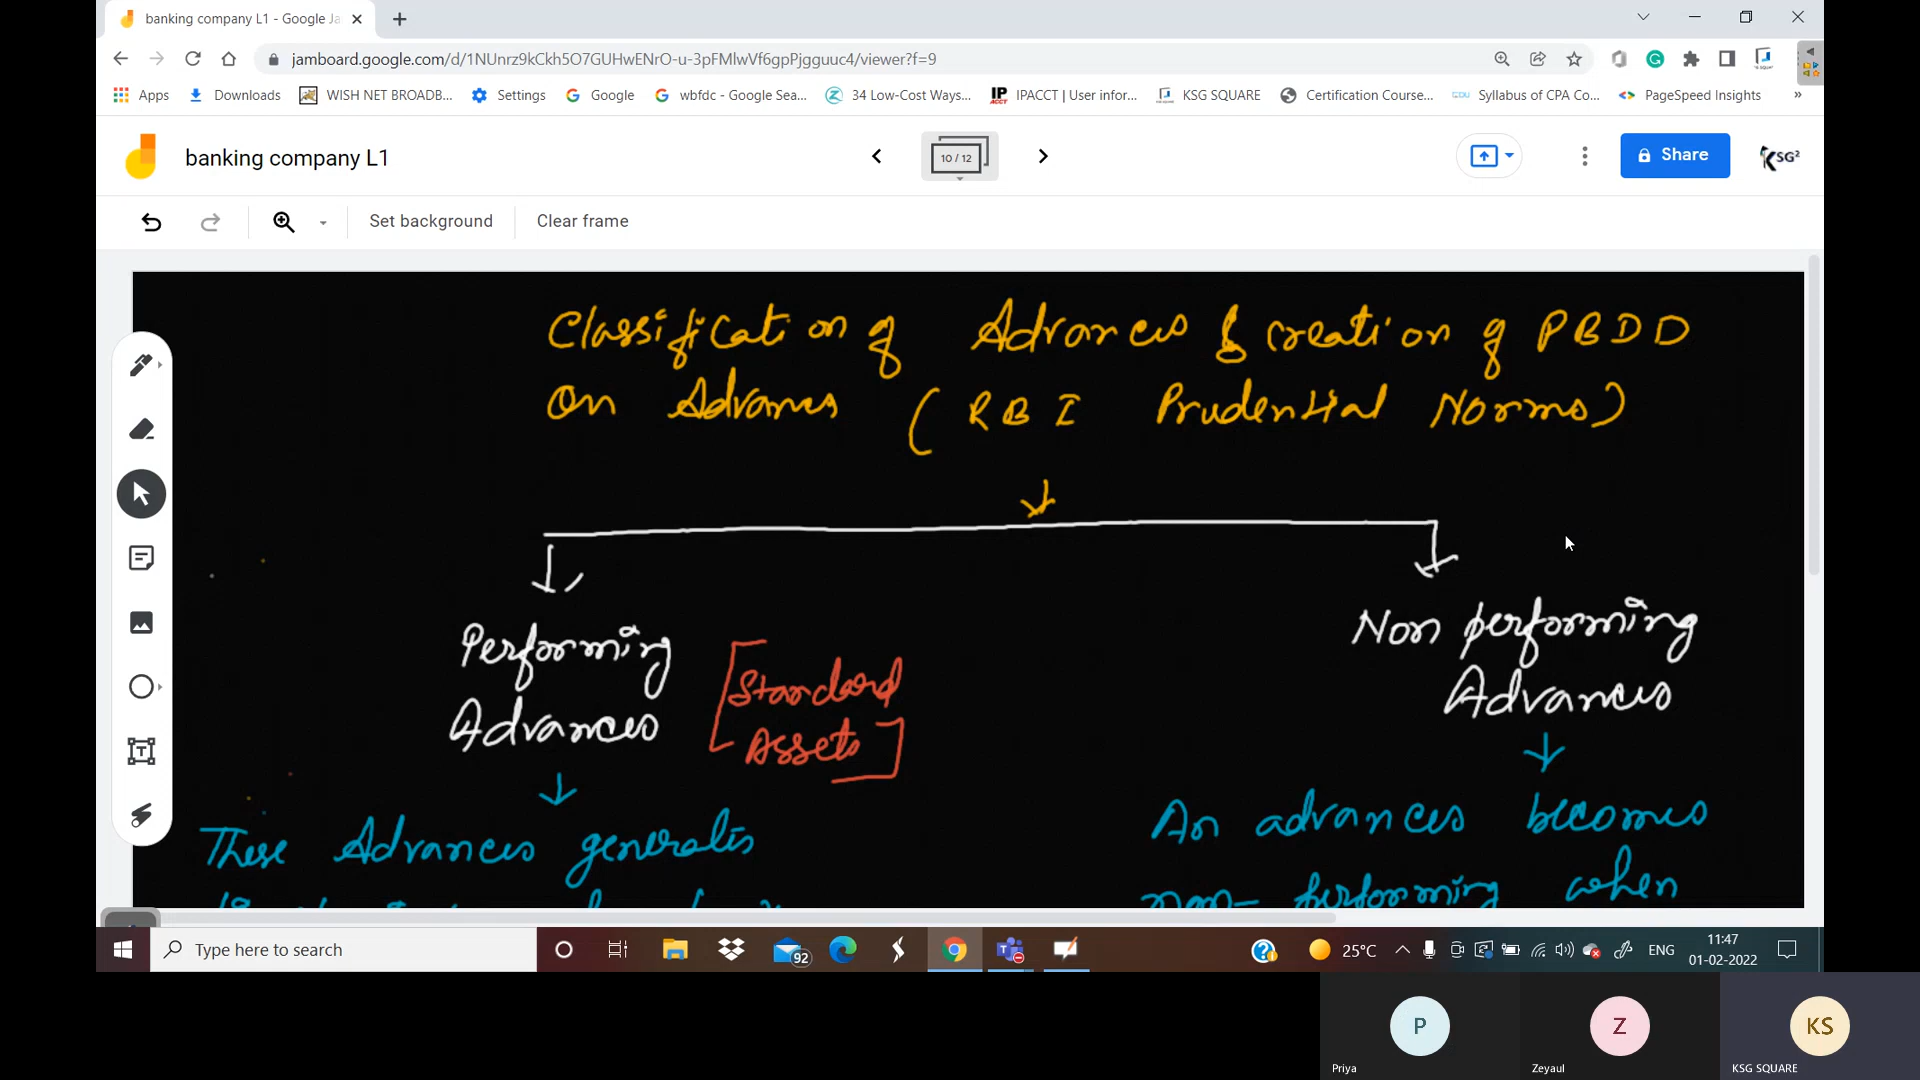 banking company L1 - Google Ja
jamboard.google.com/d/1NUnrz9kCkh5O7GUHwENrO-u-3pFMlwVf6gpPjgguuc4/viewer?f=9
Apps Downloads WISH NET BROADB... Settings Google wbfdc - Google Sea... 34 Low-Cost Ways... IPACCT | User infor... KSG SQUARE Certification Course... Syllabus of CPA Co... PageSpeed Insights »
banking company L1
10 / 12
Share
KSG²
Set background
Clear frame
Classification of Advances & creation of PBDD
on Advances (RBI Prudential Norms)
Performing
Advances
[Standard
Assets]
Non performing
Advances
These Advances generates
An advances becomes
non- performing when
Type here to search
92
25°C
ENG
11:47
01-02-2022
P
Z
KS
Priya
Zeyaul
KSG SQUARE